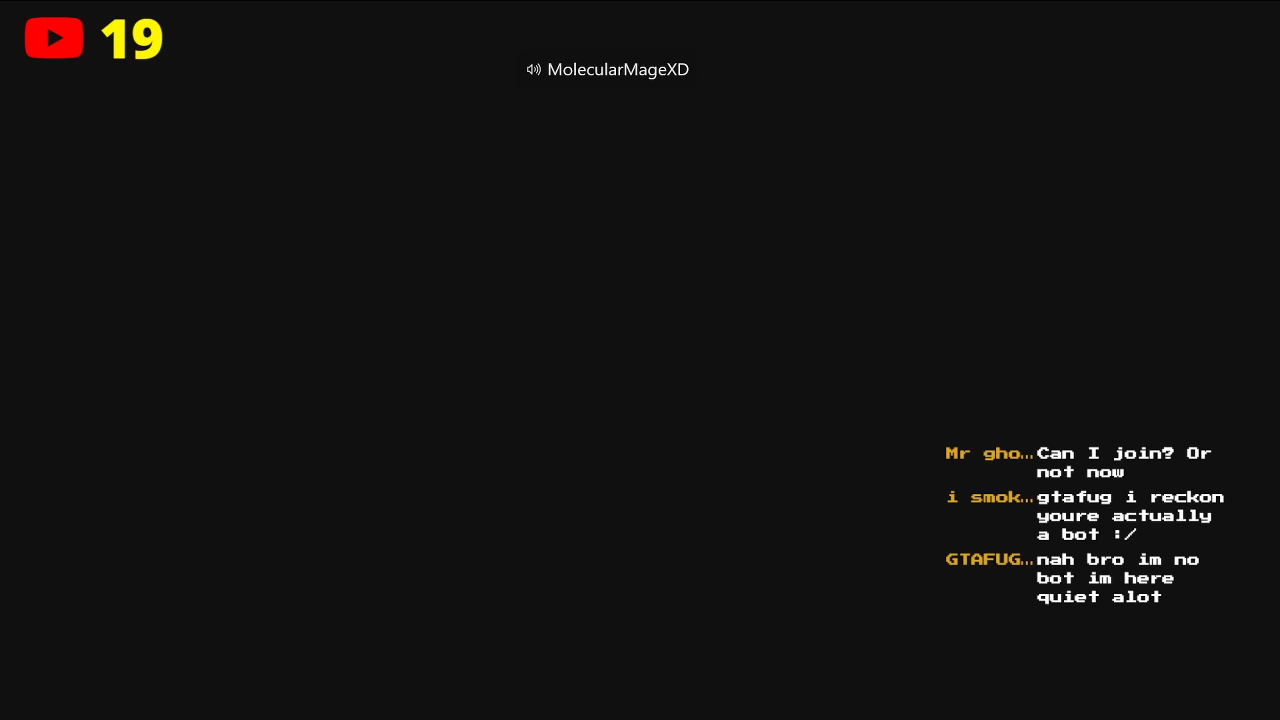 19
MolecularMageXD
Mr gho... Can I join? Or
not now
i smok... gtafug i reckon
youre actually
a bot :/
GTAFUG... nah bro im no
bot im here
quiet alot